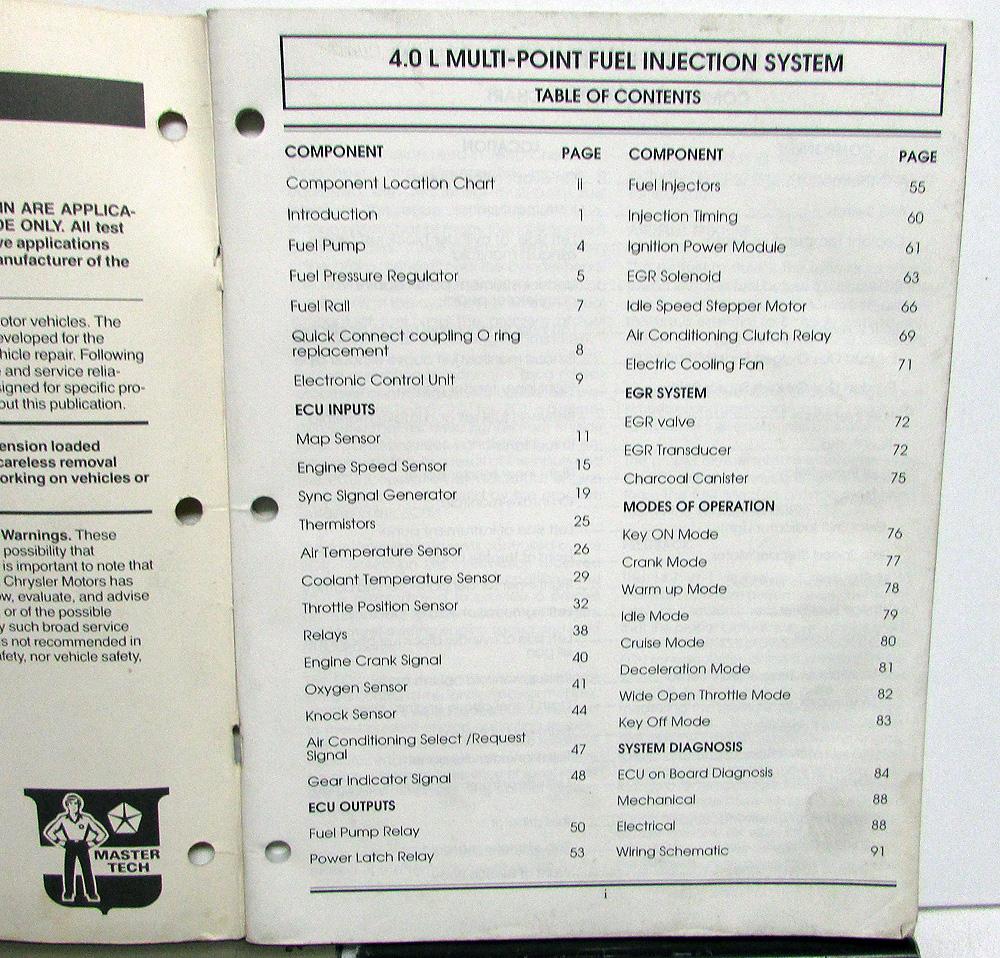 IN ARE APPLICA-
DE ONLY. All test
ve applications
anufacturer of the
otor vehicles. The
eveloped for the
hicle repair. Following
e and service relia-
signed for specific pro-
out this publication.
ension loaded
careless removal
orking on vehicles or
Warnings. These
possibility that
is important to note that
Chrysler Motors has
ow, evaluate, and advise
or of the possible
y such broad service
s not recommended in
afety, nor vehicle safety,
MASTER
TECH
4.0 L MULTI-POINT FUEL INJECTION SYSTEM
TABLE OF CONTENTS
COMPONENT PAGE
Component Location Chart II
Introduction 1
Fuel Pump 4
Fuel Pressure Regulator 5
Fuel Rail 7
Quick Connect coupling O ring
replacement 8
Electronic Control Unit 9
ECU INPUTS
Map Sensor 11
Engine Speed Sensor 15
Sync Signal Generator 19
Thermistors 25
Air Temperature Sensor 26
Coolant Temperature Sensor 29
Throttle Position Sensor 32
Relays 38
Engine Crank Signal 40
Oxygen Sensor 41
Knock Sensor 44
Air Conditioning Select /Request
Signal 47
Gear Indicator Signal 48
ECU OUTPUTS
Fuel Pump Relay 50
Power Latch Relay 53
COMPONENT PAGE
Fuel Injectors 55
Injection Timing 60
Ignition Power Module 61
EGR Solenoid 63
Idle Speed Stepper Motor 66
Air Conditioning Clutch Relay 69
Electric Cooling Fan 71
EGR SYSTEM
EGR valve 72
EGR Transducer 72
Charcoal Canister 75
MODES OF OPERATION
Key ON Mode 76
Crank Mode 77
Warm up Mode 78
Idle Mode 79
Cruise Mode 80
Deceleration Mode 81
Wide Open Throttle Mode 82
Key Off Mode 83
SYSTEM DIAGNOSIS
ECU on Board Diagnosis 84
Mechanical 88
Electrical 88
Wiring Schematic 91
i